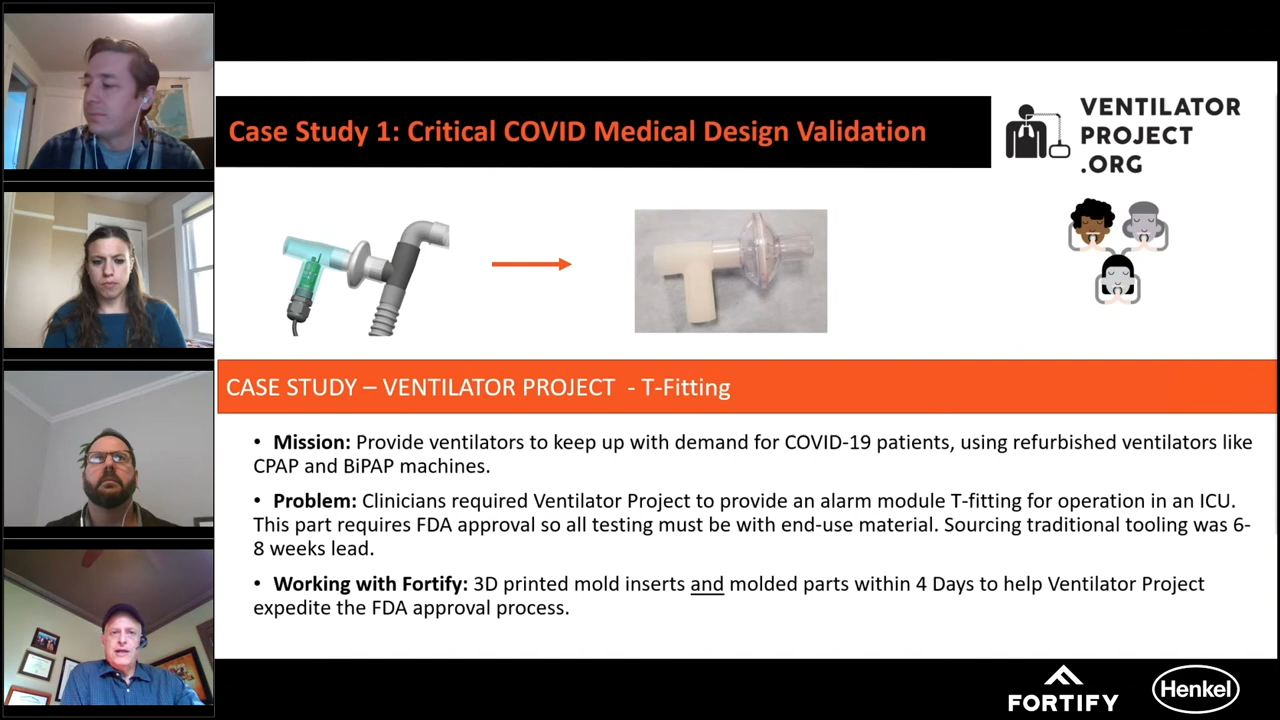 Case Study 1: Critical COVID Medical Design Validation
VENTILATOR
PROJECT
.ORG
CASE STUDY – VENTILATOR PROJECT - T-Fitting
• Mission: Provide ventilators to keep up with demand for COVID-19 patients, using refurbished ventilators like
CPAP and BiPAP machines.
• Problem: Clinicians required Ventilator Project to provide an alarm module T-fitting for operation in an ICU.
This part requires FDA approval so all testing must be with end-use material. Sourcing traditional tooling was 6-
8 weeks lead.
• Working with Fortify: 3D printed mold inserts and molded parts within 4 Days to help Ventilator Project
expedite the FDA approval process.
FORTIFY
Henkel